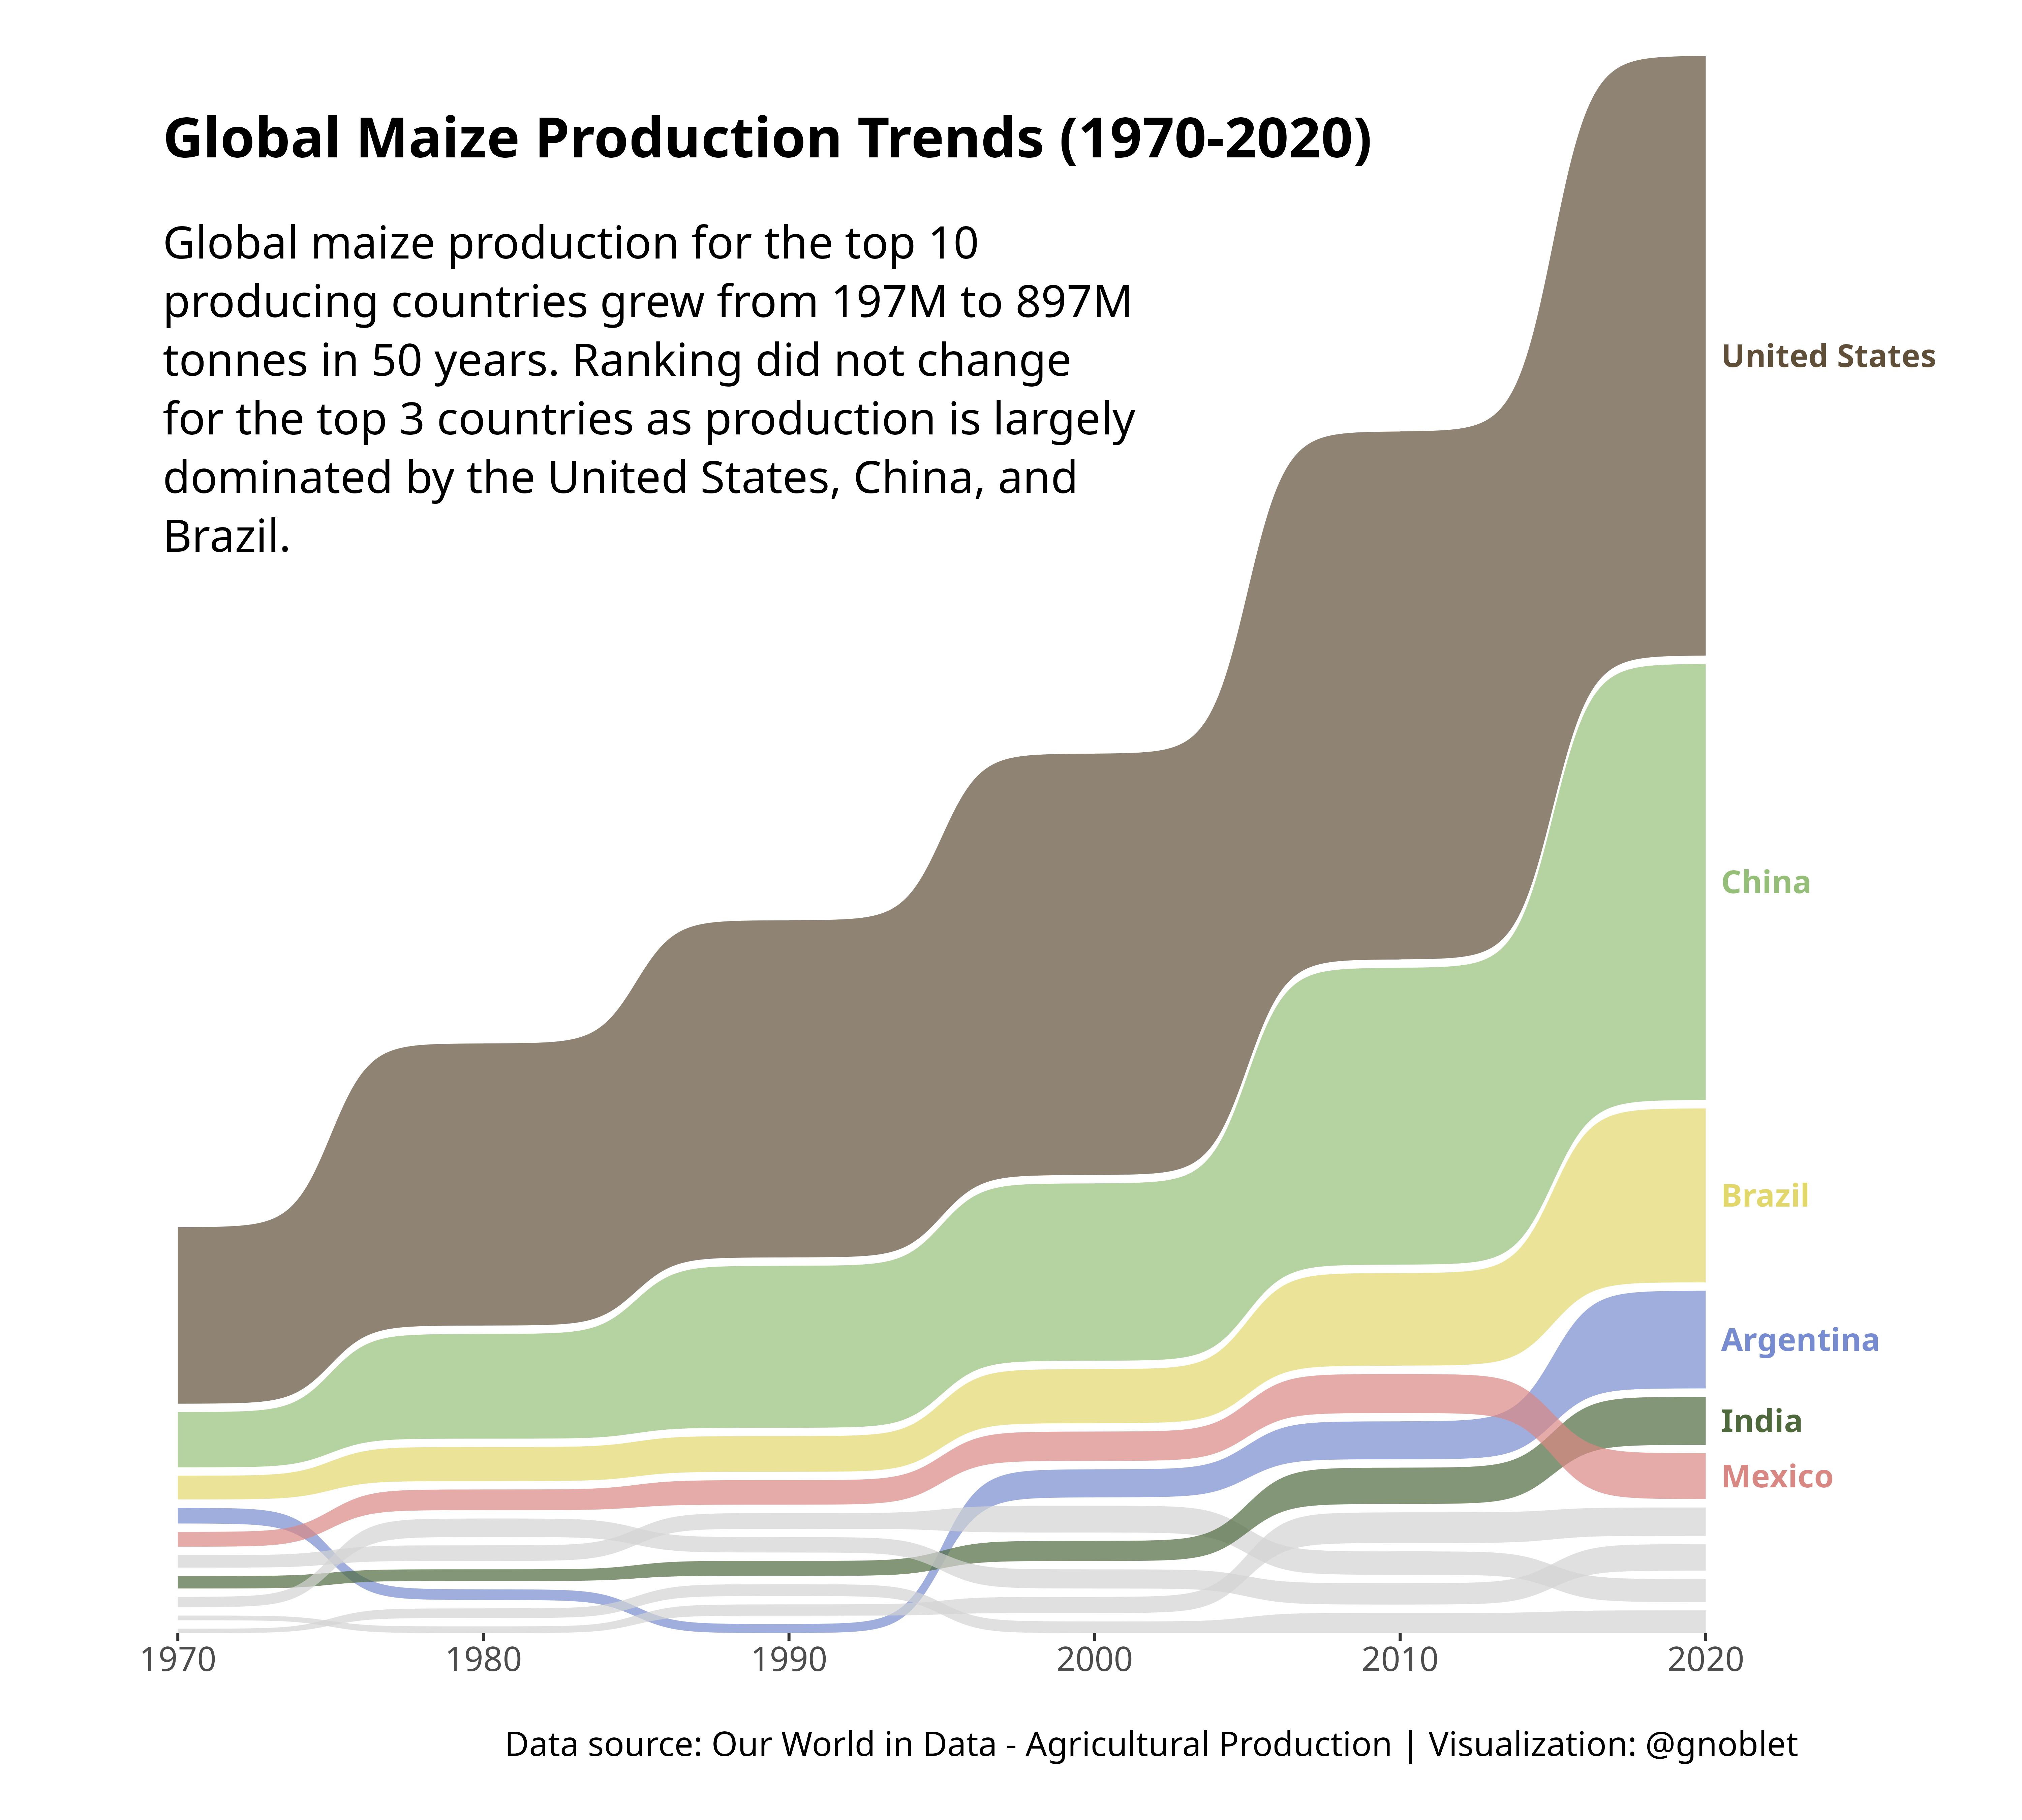 Global Maize Production Trends (1970-2020)
Global maize production for the top 10
producing countries grew from 197M to 897M
tonnes in 50 years. Ranking did not change
for the top 3 countries as production is largely
dominated by the United States, China, and
Brazil.
United States
China
Brazil
Argentina
India
Mexico
1970 1980 1990 2000 2010 2020
Data source: Our World in Data - Agricultural Production | Visualization: @gnoblet